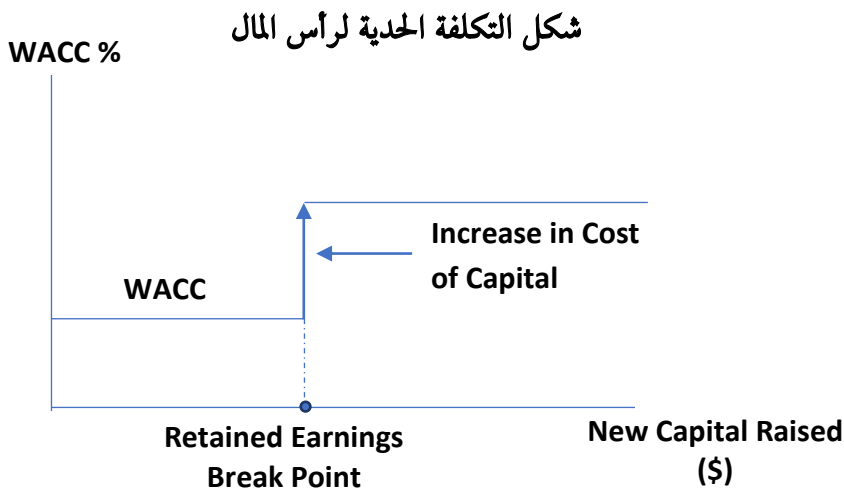 شكل التكلفة الحدية لرأس المال
WACC %
Increase in Cost
of Capital
WACC
Retained Earnings
Break Point
New Capital Raised
($)